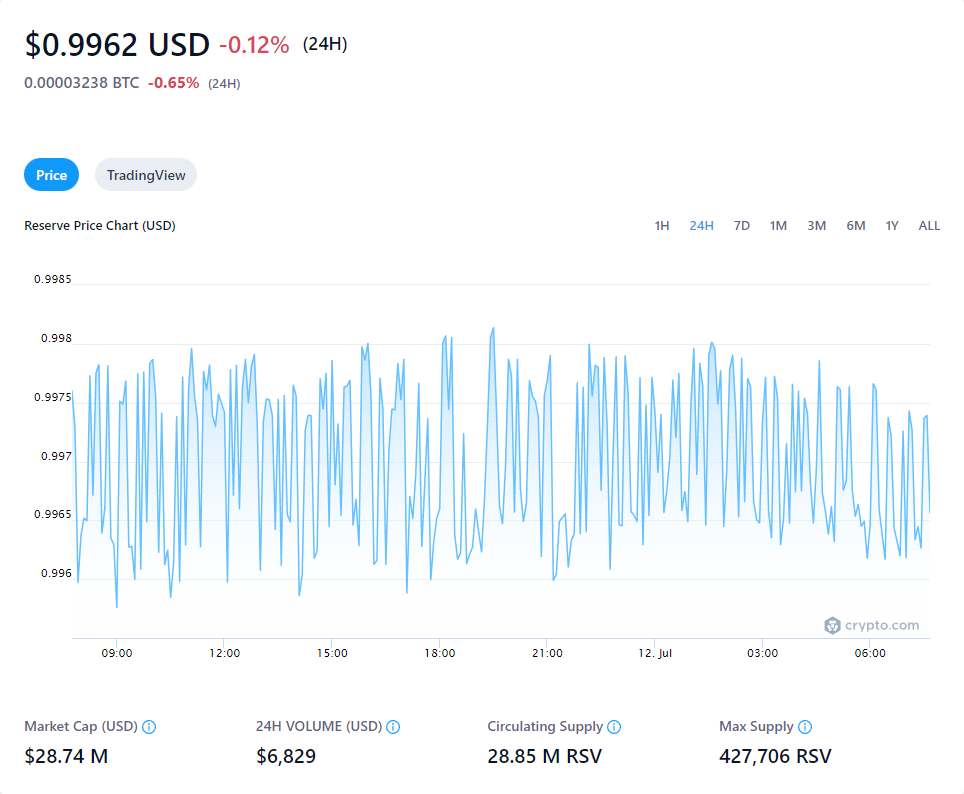 $0.9962 USD -0.12% (24H)
0.00003238 BTC -0.65% (24H)
Price TradingView
Reserve Price Chart (USD) 1H 24H 7D 1M 3M 6M 1Y ALL
0.9985
0.998
0.9975
0.997
0.9965
0.996
crypto.com
09:00 12:00 15:00 18:00 21:00 12. Jul 03:00 06:00
Market Cap (USD) 24H VOLUME (USD) Circulating Supply Max Supply
$28.74 M $6,829 28.85 M RSV 427,706 RSV